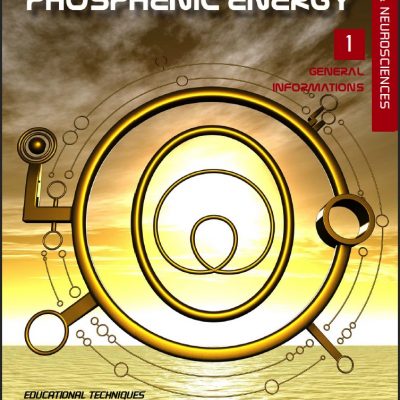 PHOSPHENIC ENERGY
& NEUROSCIENCES
1
GENERAL
INFORMATIONS
EDUCATIONAL TECHNIQUES